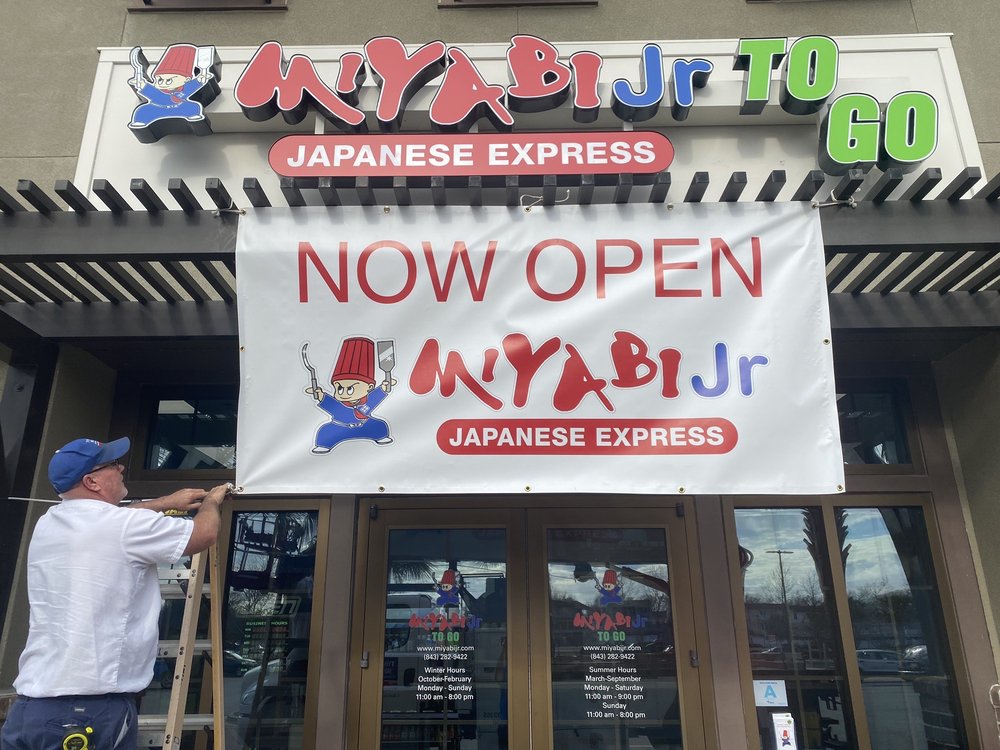 MIYABI Jr TO GO
JAPANESE EXPRESS
NOW OPEN
MIYABI Jr
JAPANESE EXPRESS
MIYABI Jr
TO GO
www.miyabijr.com
(843) 282-9422
Winter Hours
October-February
Monday - Sunday
11:00 am - 8:00 pm
MIYABI Jr
TO GO
www.miyabijr.com
(843) 282-9422
Summer Hours
March-September
Monday - Saturday
11:00 am - 9:00 pm
Sunday
11:00 am - 8:00 pm
BUSINESS HOURS
A